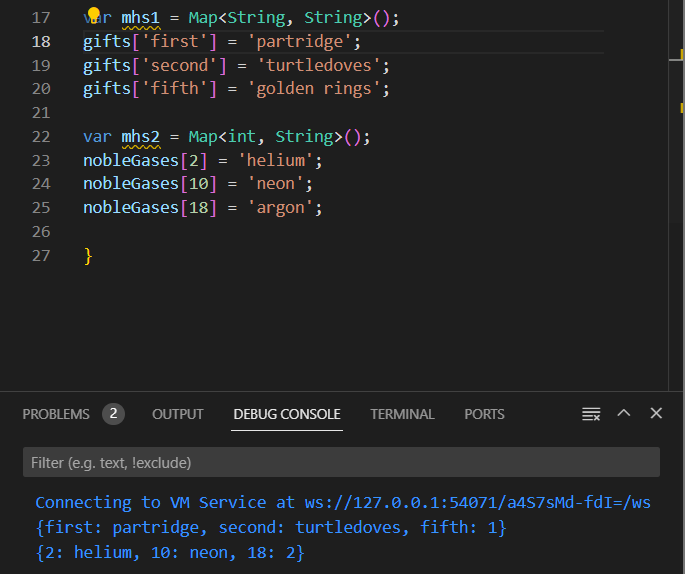 17 var mhs1 = Map<String, String>();
18 gifts['first'] = 'partridge';
19 gifts['second'] = 'turtledoves';
20 gifts['fifth'] = 'golden rings';
21
22 var mhs2 = Map<int, String>();
23 nobleGases[2] = 'helium';
24 nobleGases[10] = 'neon';
25 nobleGases[18] = 'argon';
26
27 }
PROBLEMS 2 OUTPUT DEBUG CONSOLE TERMINAL PORTS
Filter (e.g. text, !exclude)
Connecting to VM Service at ws://127.0.0.1:54071/a4S7sMd-fdI=/ws
{first: partridge, second: turtledoves, fifth: 1}
{2: helium, 10: neon, 18: 2}